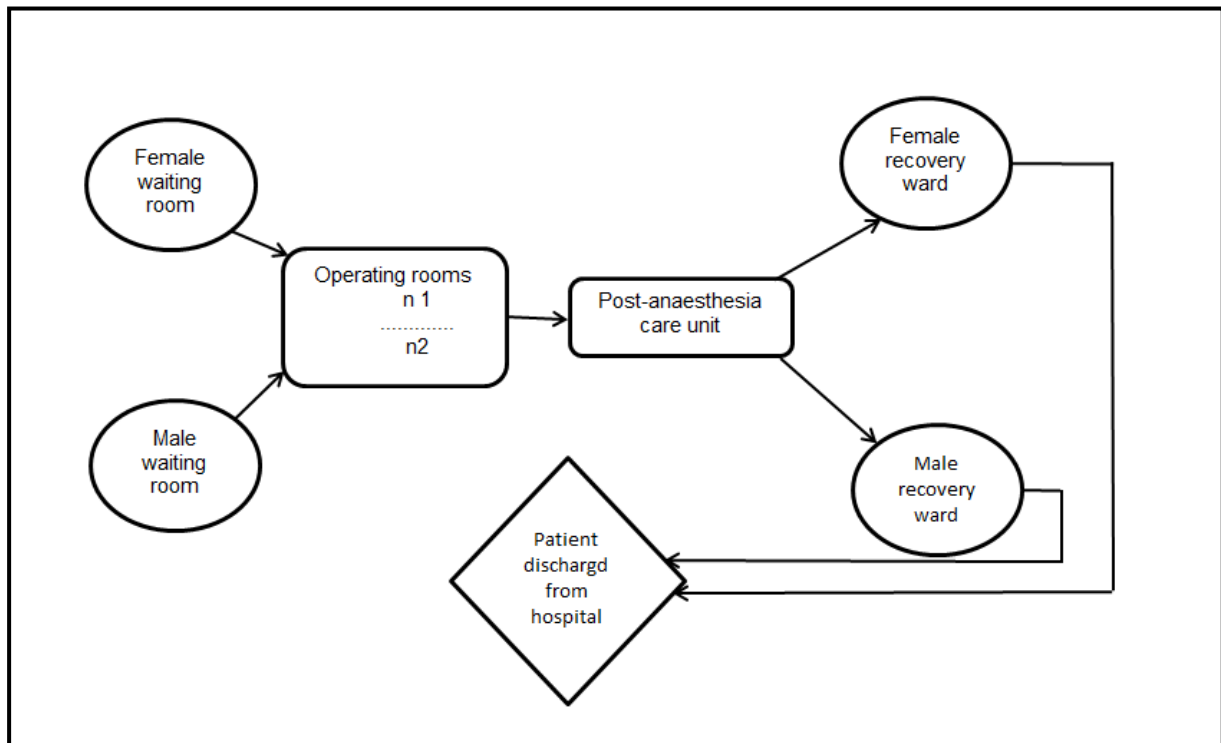 Female
waiting
room
Male
waiting
room
Operating rooms
n 1
.............
n2
Post-anaesthesia
care unit
Female
recovery
ward
Male
recovery
ward
Patient
dischargd
from
hospital